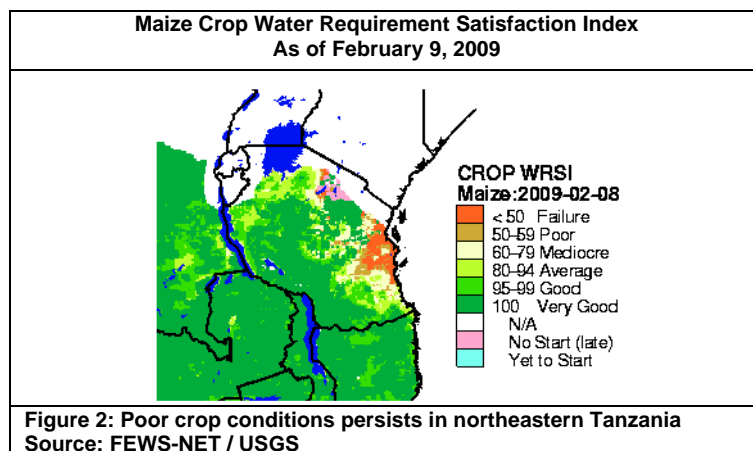 Maize Crop Water Requirement Satisfaction Index
As of February 9, 2009
CROP WRSI
Maize:2009-02-08
<50 Failure
50-59 Poor
60-79 Mediocre
80-94 Average
95-99 Good
100 Very Good
N/A
No Start (late)
Yet to Start
Figure 2: Poor crop conditions persists in northeastern Tanzania
Source: FEWS-NET / USGS